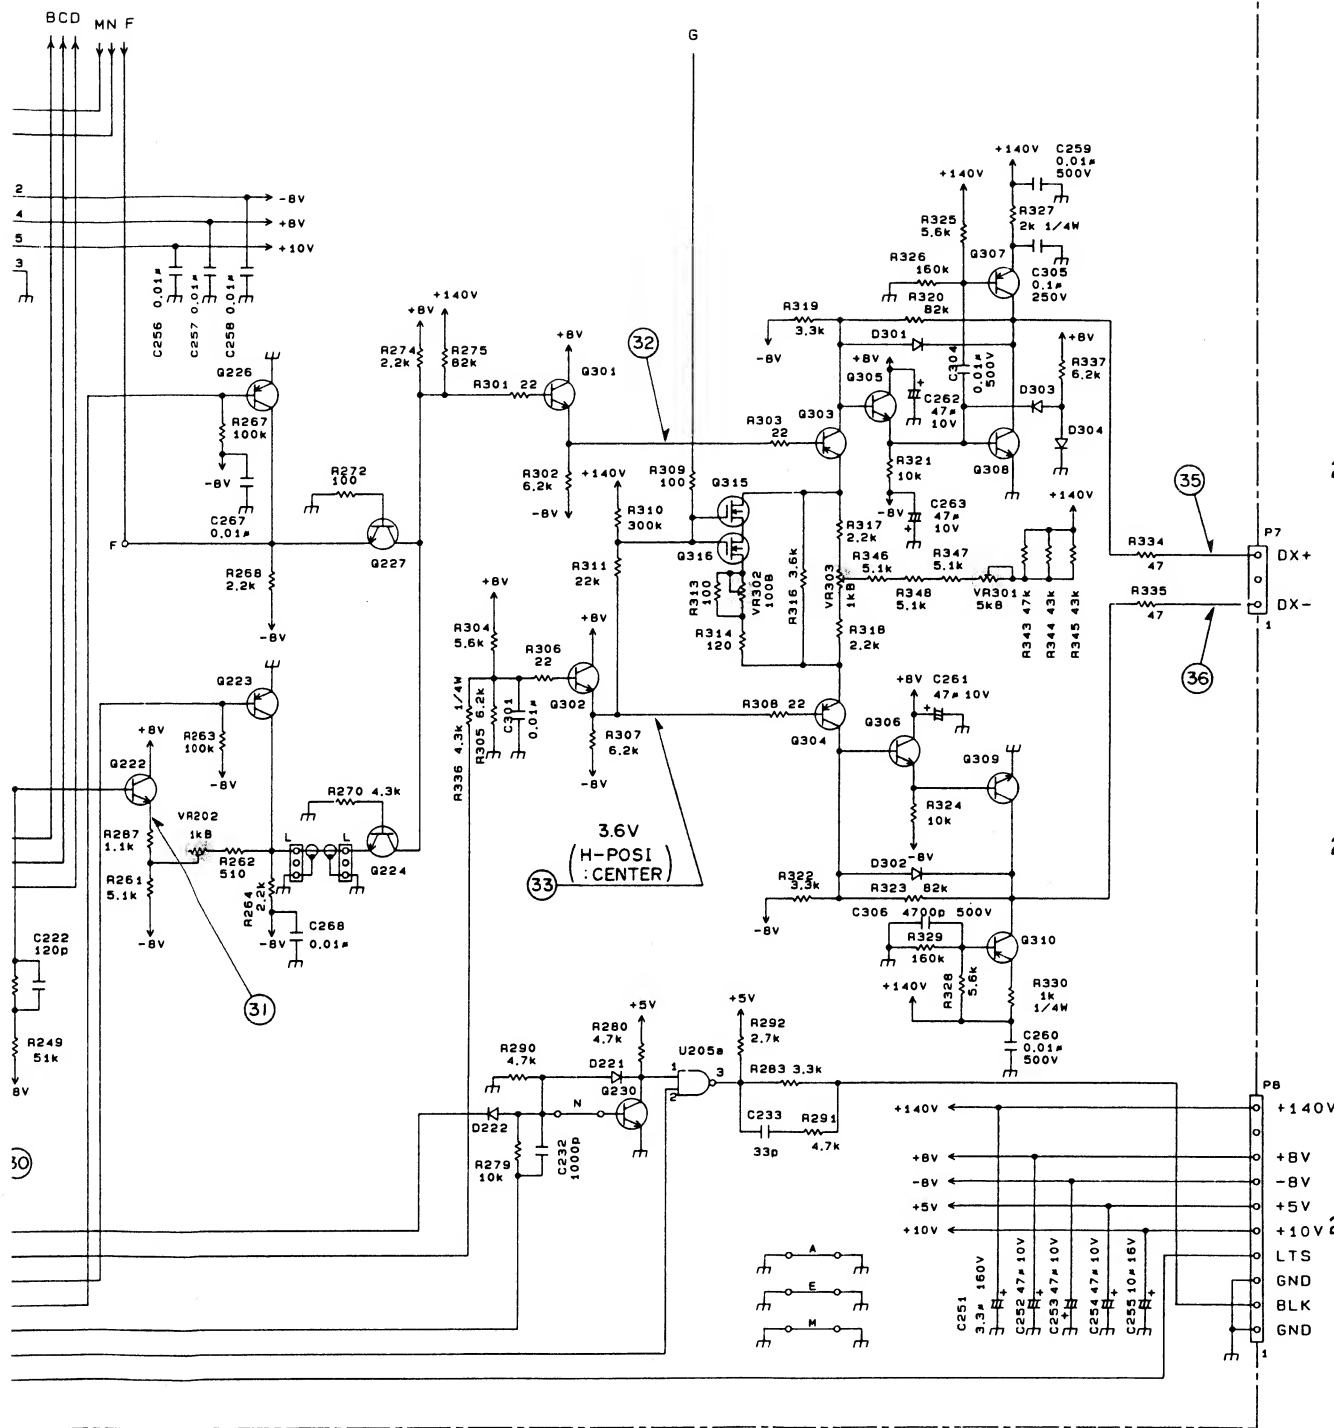 BCD MN F
G
2
4
5
3
-8V
+8V
+10V
C256 0.01μ
C257 0.01μ
C258 0.01μ
+140V
C259
0.01μ
500V
+140V
R325
5.6k
R327
2k 1/4W
R326
160k
Q307
C305
0.1μ
250V
R320
82k
R319
3.3k
-8V
D301
+8V
R337
6.2k
C304
0.01μ
500V
+8V
Q305
C262
47μ
10V
D303
D304
Q303
R303
22
Q308
R321
10k
-8V
C263
47μ
10V
+8V
+140V
R274
2.2k
R275
82k
+8V
R301 22
Q301
32
Q226
R267
100k
-8V
C267
0.01μ
R272
100
F
Q227
R268
2.2k
-8V
R302
6.2k
-8V
+140V
R310
300k
R309
100
Q315
Q316
R311
22k
R313
100
VR302
100B
R314
120
R316 3.6k
R317
2.2k
VR303
1kB
R318
2.2k
R346
5.1k
R348
5.1k
R347
5.1k
VR301
5kB
+140V
R343 47k
R344 43k
R345 43k
35
R334
47
R335
47
36
P7
DX+
DX-
1
+8V
R304
5.6k
R306
22
+8V
Q302
R336 4.3k 1/4W
R305 6.2k
C301
0.01μ
R307
6.2k
-8V
R308 22
Q304
+8V
C261
47μ 10V
Q306
Q309
R324
10k
-8V
D302
R322
3.3k
R323 82k
-8V
C306 4700p 500V
R329
160k
Q310
R328
5.6k
+140V
R330
1k
1/4W
C260
0.01μ
500V
Q223
R263
100k
-8V
+8V
Q222
R287
1.1k
R261
5.1k
-8V
VR202
1kB
R262
510
R264
2.2k
-8V
C268
0.01μ
R270 4.3k
L
L
Q224
3.6V
(H-POSI
:CENTER)
33
31
C222
120p
R249
51k
8V
30
R290
4.7k
D221
R280
4.7k
+5V
Q230
N
D222
R279
10k
C232
1000p
U205a
1
2
3
+5V
R292
2.7k
R283 3.3k
C233
33p
R291
4.7k
A
E
M
P8
+140V
+140V
+8V
+8V
-8V
-8V
+5V
+5V
+10V
+10V
LTS
GND
BLK
GND
1
C251
3.3μ 160V
C252 47μ 10V
C253 47μ 10V
C254 47μ 10V
C255 10μ 16V
2
2
2